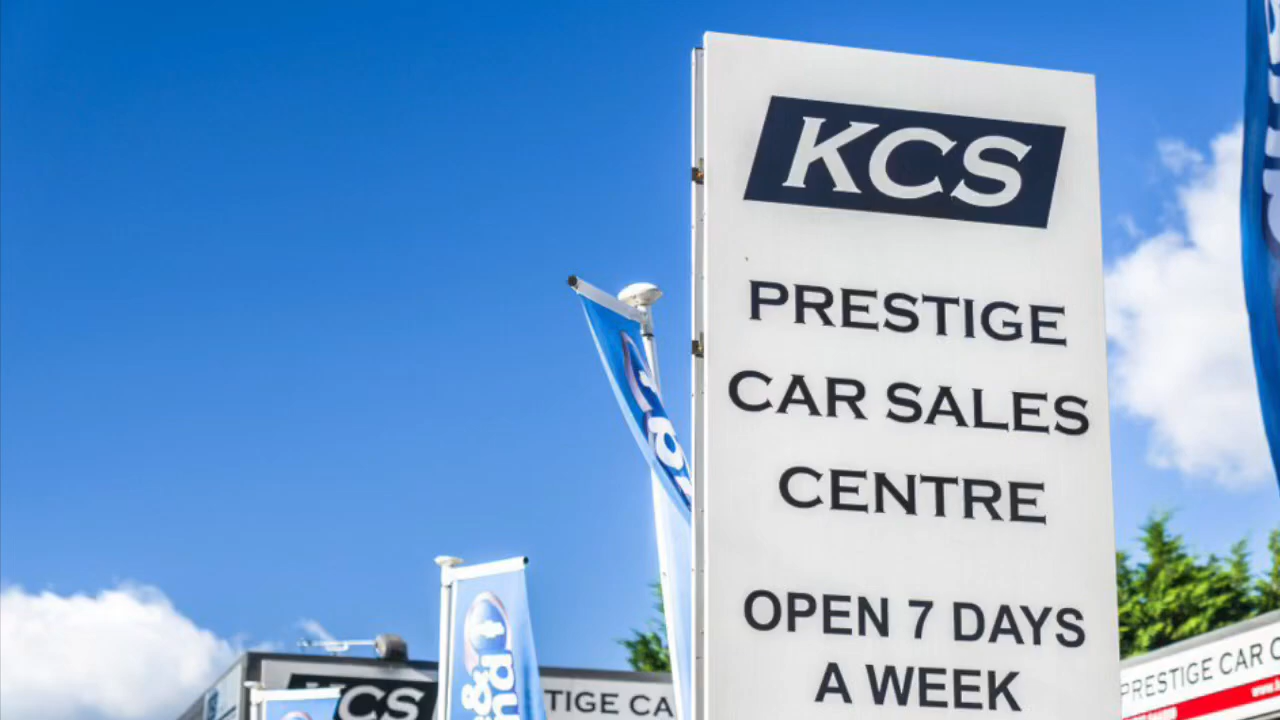 KCS
PRESTIGE
CAR SALES
CENTRE
OPEN 7 DAYS
A WEEK
KCS
TIGE CA
PRESTIGE CAR C